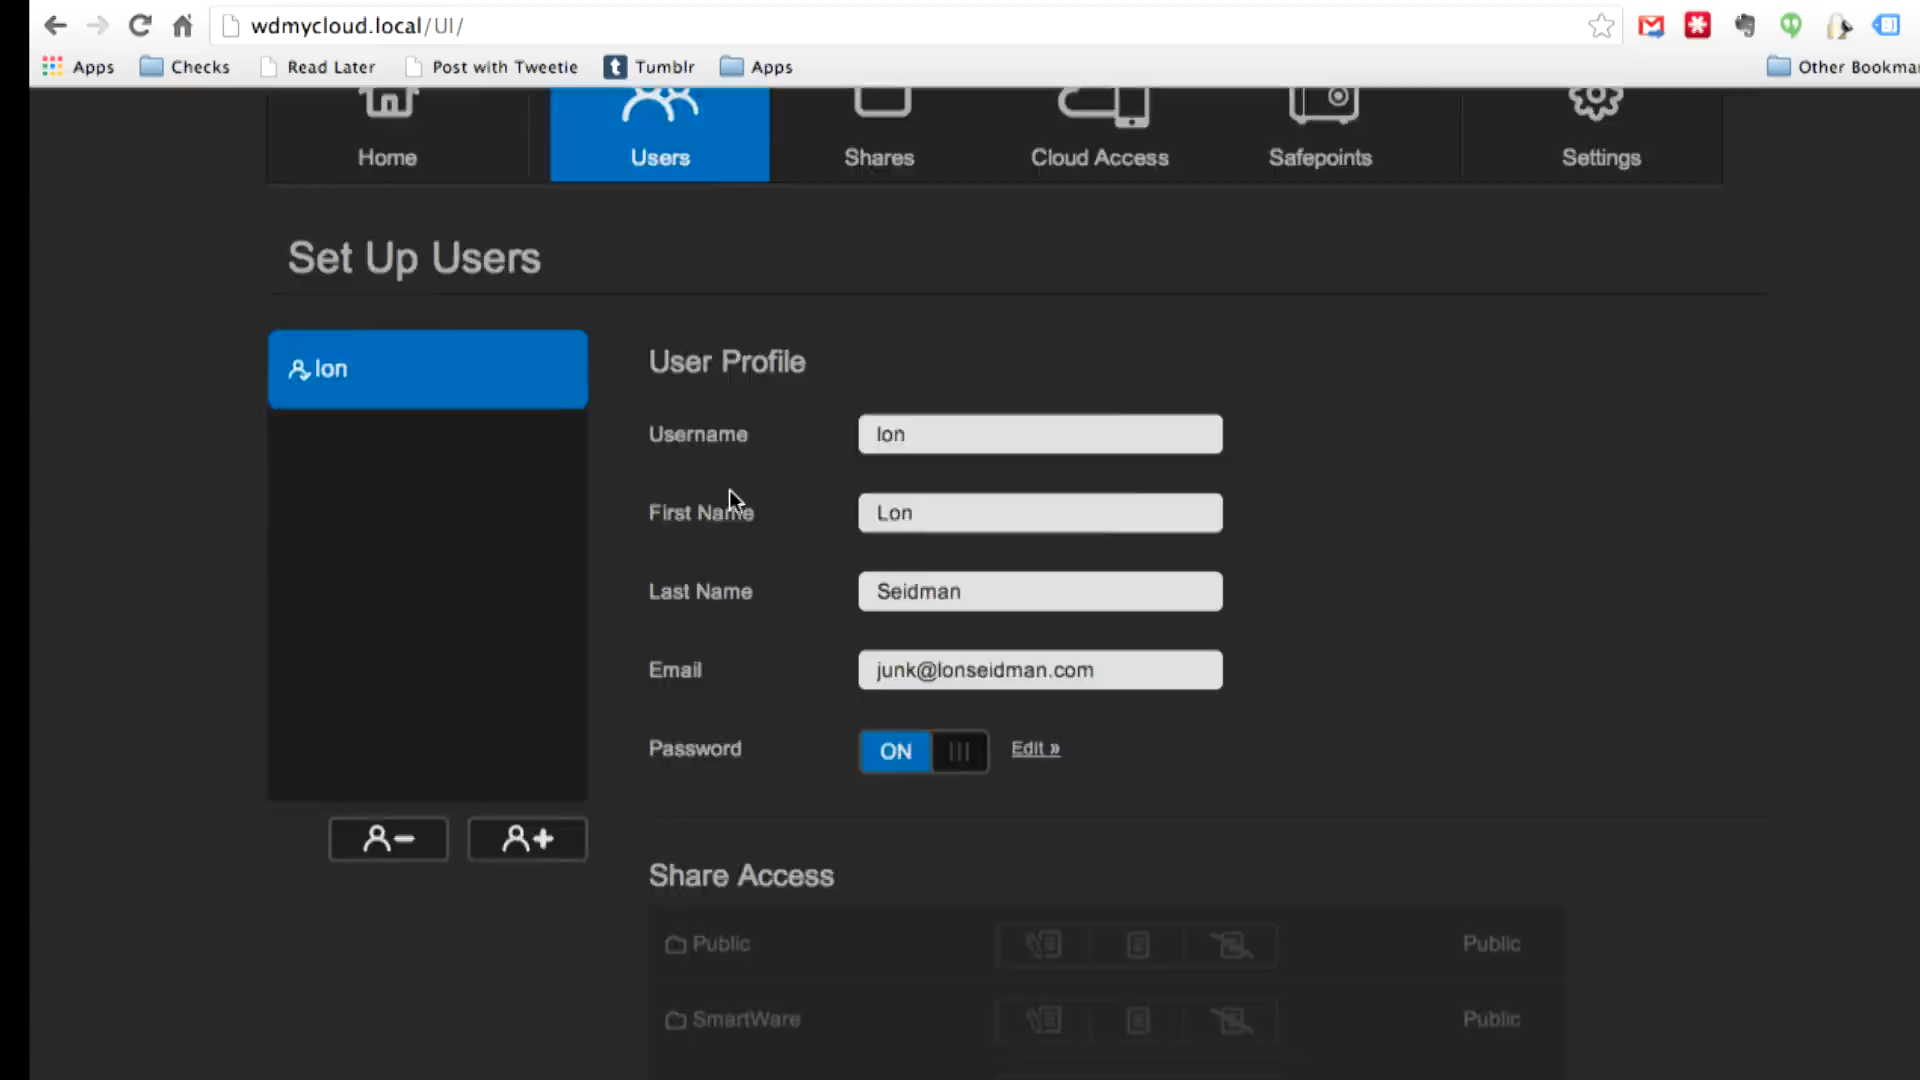 wdmycloud.local/UI/
Apps Checks Read Later Post with Tweetie Tumblr Apps Other Bookmar
Home Users Shares Cloud Access Safepoints Settings
Set Up Users
lon
User Profile
Username lon
First Name Lon
Last Name Seidman
Email junk@lonseidman.com
Password ON Edit »
Share Access
Public Public
SmartWare Public